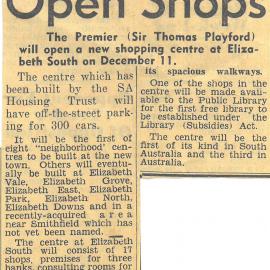 Open Shops
The Premier (Sir Thomas Playford)
will open a new shopping centre at Eliza-
beth South on December 11.
The centre which has
been built by the SA
Housing Trust will
have off-the-street park-
ing for 300 cars.
It will be the first of
eight "neighborhood' cen-
tres to be built at the new
town. Others will eventu-
ally be built at Elizabeth
Vale, Elizabeth Grove,
Elizabeth East, Elizabeth
Park, Elizabeth North,
Elizabeth Downs and in a
recently-acquired area
near Smithfield which has
not yet been named.
The centre at Elizabeth
South will consist of 17
shops, premises for three
banks, consulting rooms for
its spacious walkways.
One of the shops in the
centre will be made avail-
able to the Public Library
for the first free library to
be established under the
Library (Subsidies) Act.
The centre will be the
first of its kind in South
Australia and the third in
Australia.